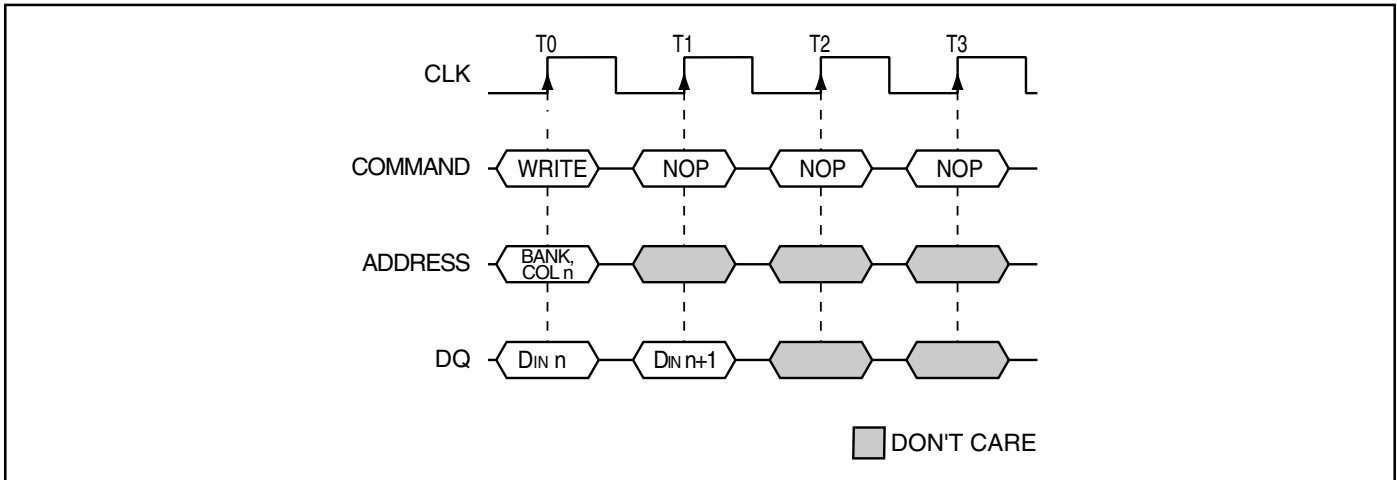 T0 T1 T2 T3
CLK
COMMAND WRITE NOP NOP NOP
ADDRESS BANK,
COL n
DQ DIN n DIN n+1
DON'T CARE